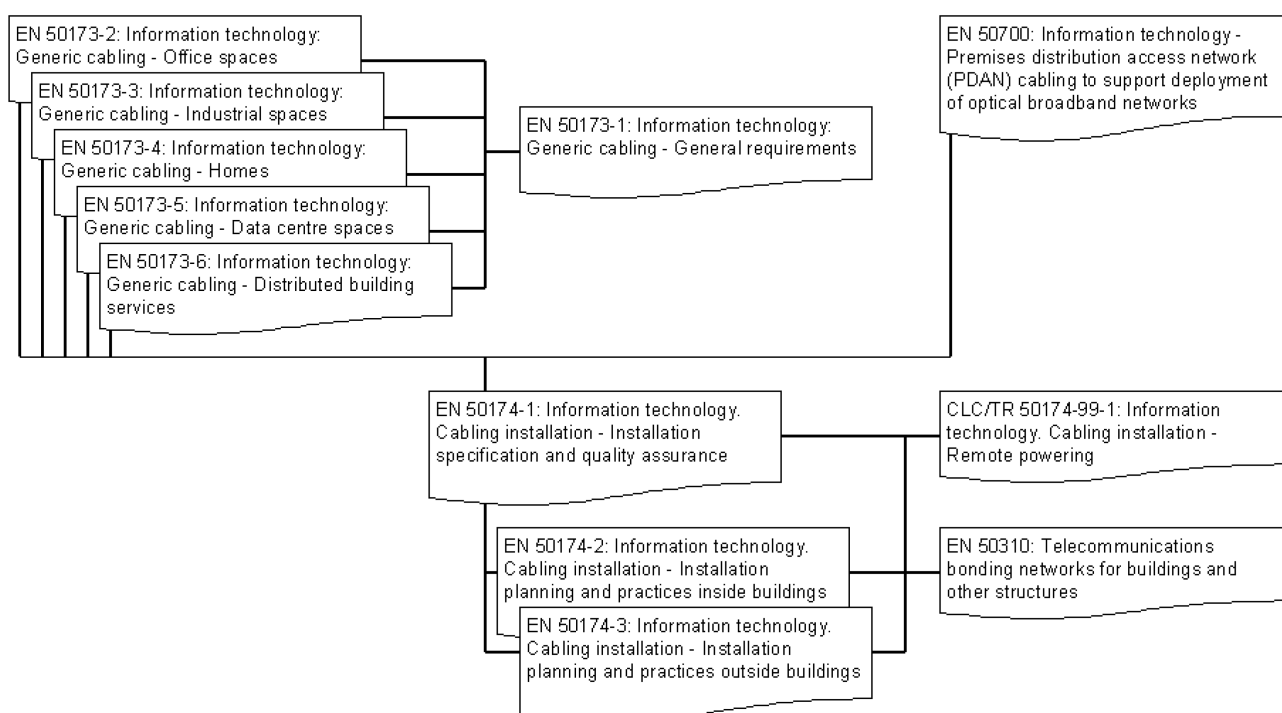 EN 50173-2: Information technology:
Generic cabling - Office spaces
EN 50173-3: Information technology:
Generic cabling - Industrial spaces
EN 50173-4: Information technology:
Generic cabling - Homes
EN 50173-5: Information technology:
Generic cabling - Data centre spaces
EN 50173-6: Information technology:
Generic cabling - Distributed building
services
EN 50173-1: Information technology:
Generic cabling - General requirements
EN 50700: Information technology -
Premises distribution access network
(PDAN) cabling to support deployment
of optical broadband networks
EN 50174-1: Information technology.
Cabling installation - Installation
specification and quality assurance
CLC/TR 50174-99-1: Information
technology. Cabling installation -
Remote powering
EN 50174-2: Information technology.
Cabling installation - Installation
planning and practices inside buildings
EN 50310: Telecommunications
bonding networks for buildings and
other structures
EN 50174-3: Information technology.
Cabling installation - Installation
planning and practices outside buildings